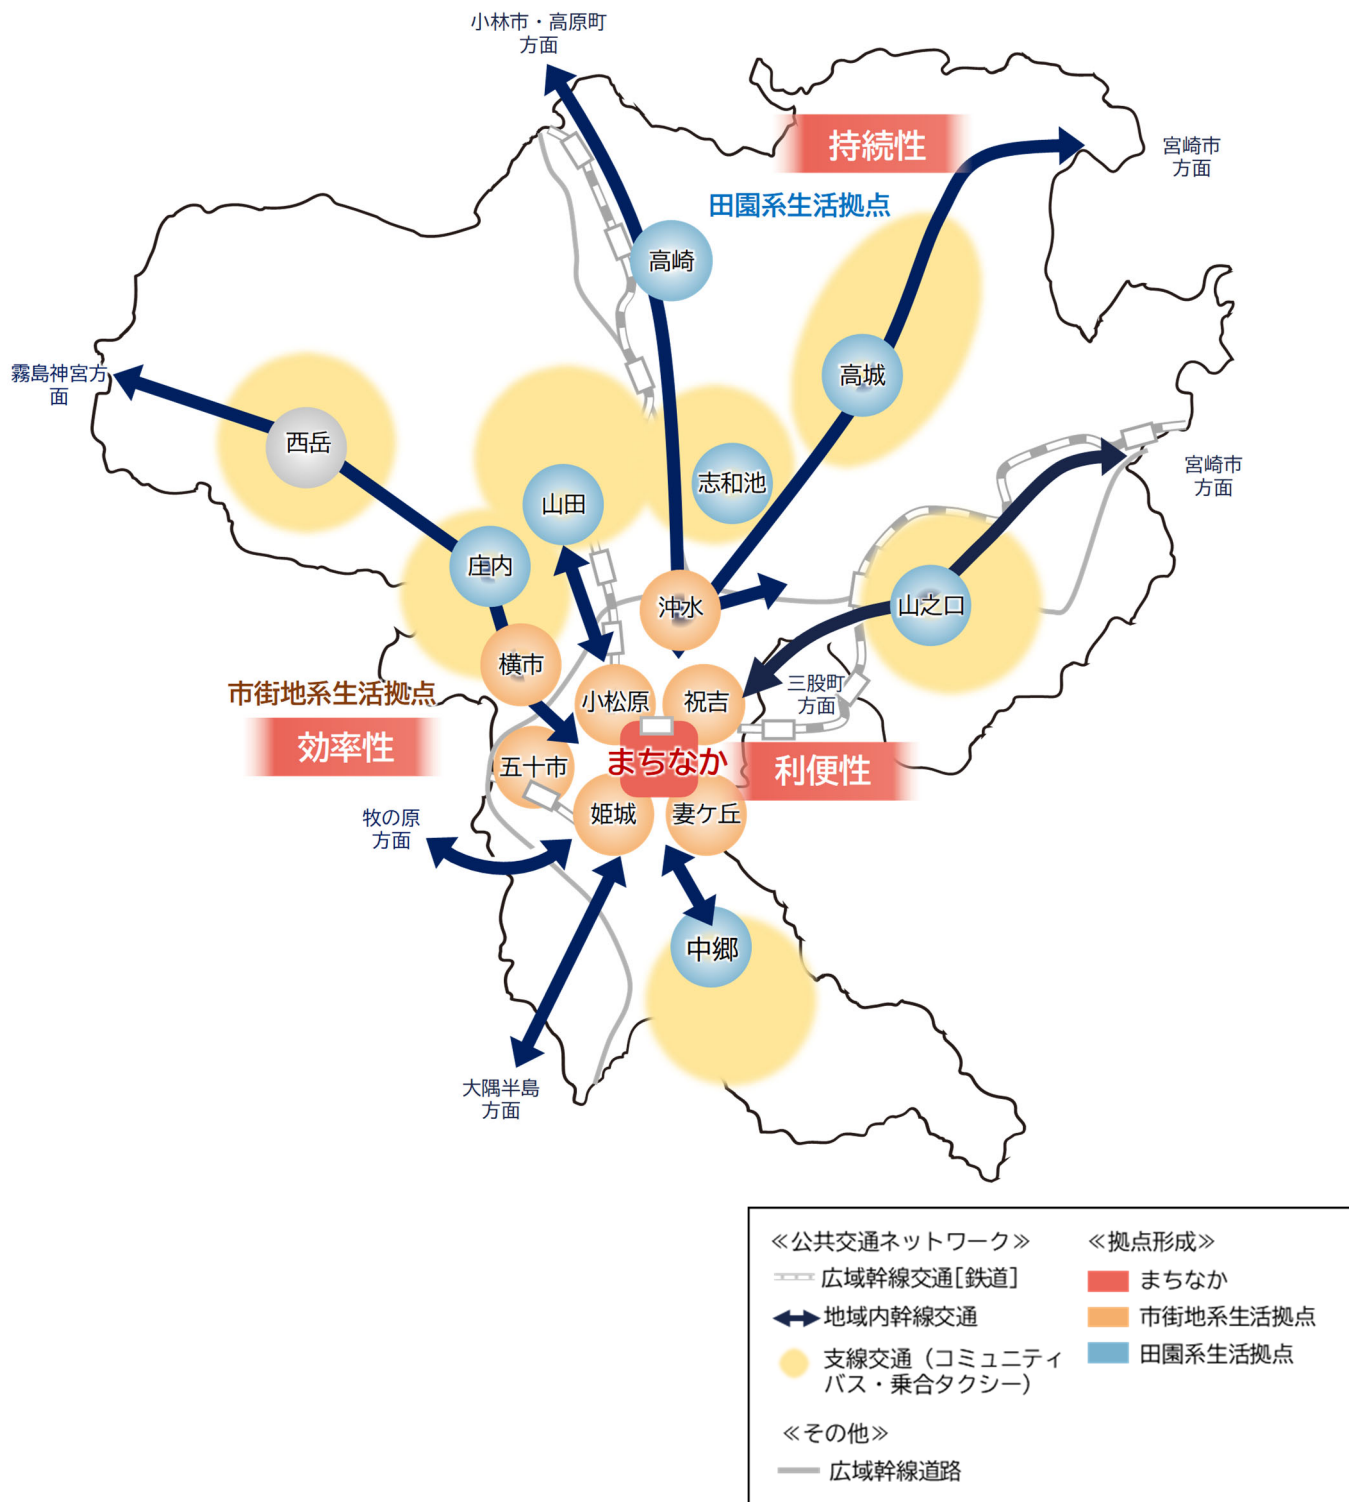 小林市・高原町
方面
持続性
宮崎市
方面
田園系生活拠点
高崎
高城
霧島神宮方
面
西岳
宮崎市
方面
志和池
山田
庄内
沖水
山之口
横市
市街地系生活拠点
小松原
祝吉
三股町
方面
効率性
まちなか
利便性
五十市
牧の原
方面
姫城
妻ケ丘
中郷
大隅半島
方面
≪公共交通ネットワーク≫
広域幹線交通[鉄道]
地域内幹線交通
支線交通（コミュニティ
バス・乗合タクシー）
≪その他≫
広域幹線道路
≪拠点形成≫
まちなか
市街地系生活拠点
田園系生活拠点